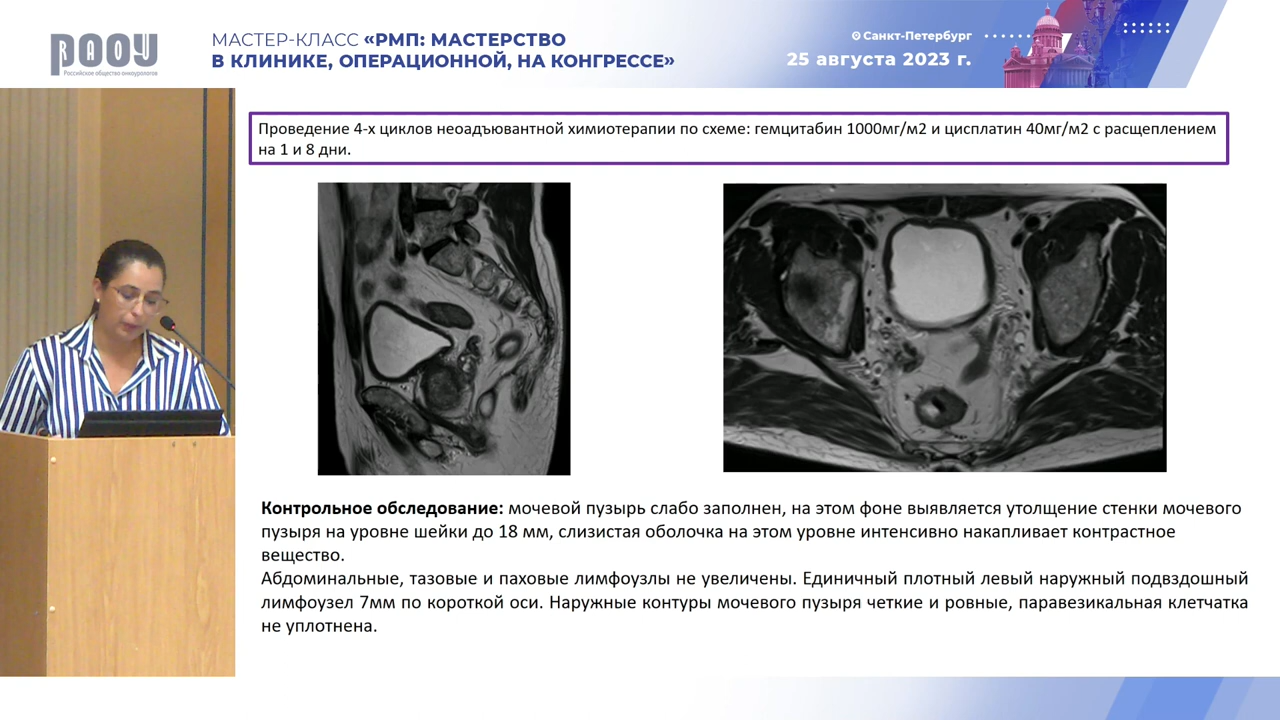 РАОУ
Российское общество онкоурологов
МАСТЕР-КЛАСС «РМП: МАСТЕРСТВО
В КЛИНИКЕ, ОПЕРАЦИОННОЙ, НА КОНГРЕССЕ»
Санкт-Петербург
25 августа 2023 г.
Проведение 4-х циклов неоадъювантной химиотерапии по схеме: гемцитабин 1000мг/м2 и цисплатин 40мг/м2 с расщеплением
на 1 и 8 дни.
Контрольное обследование: мочевой пузырь слабо заполнен, на этом фоне выявляется утолщение стенки мочевого
пузыря на уровне шейки до 18 мм, слизистая оболочка на этом уровне интенсивно накапливает контрастное
вещество.
Абдоминальные, тазовые и паховые лимфоузлы не увеличены. Единичный плотный левый наружный подвздошный
лимфоузел 7мм по короткой оси. Наружные контуры мочевого пузыря четкие и ровные, паравезикальная клетчатка
не уплотнена.